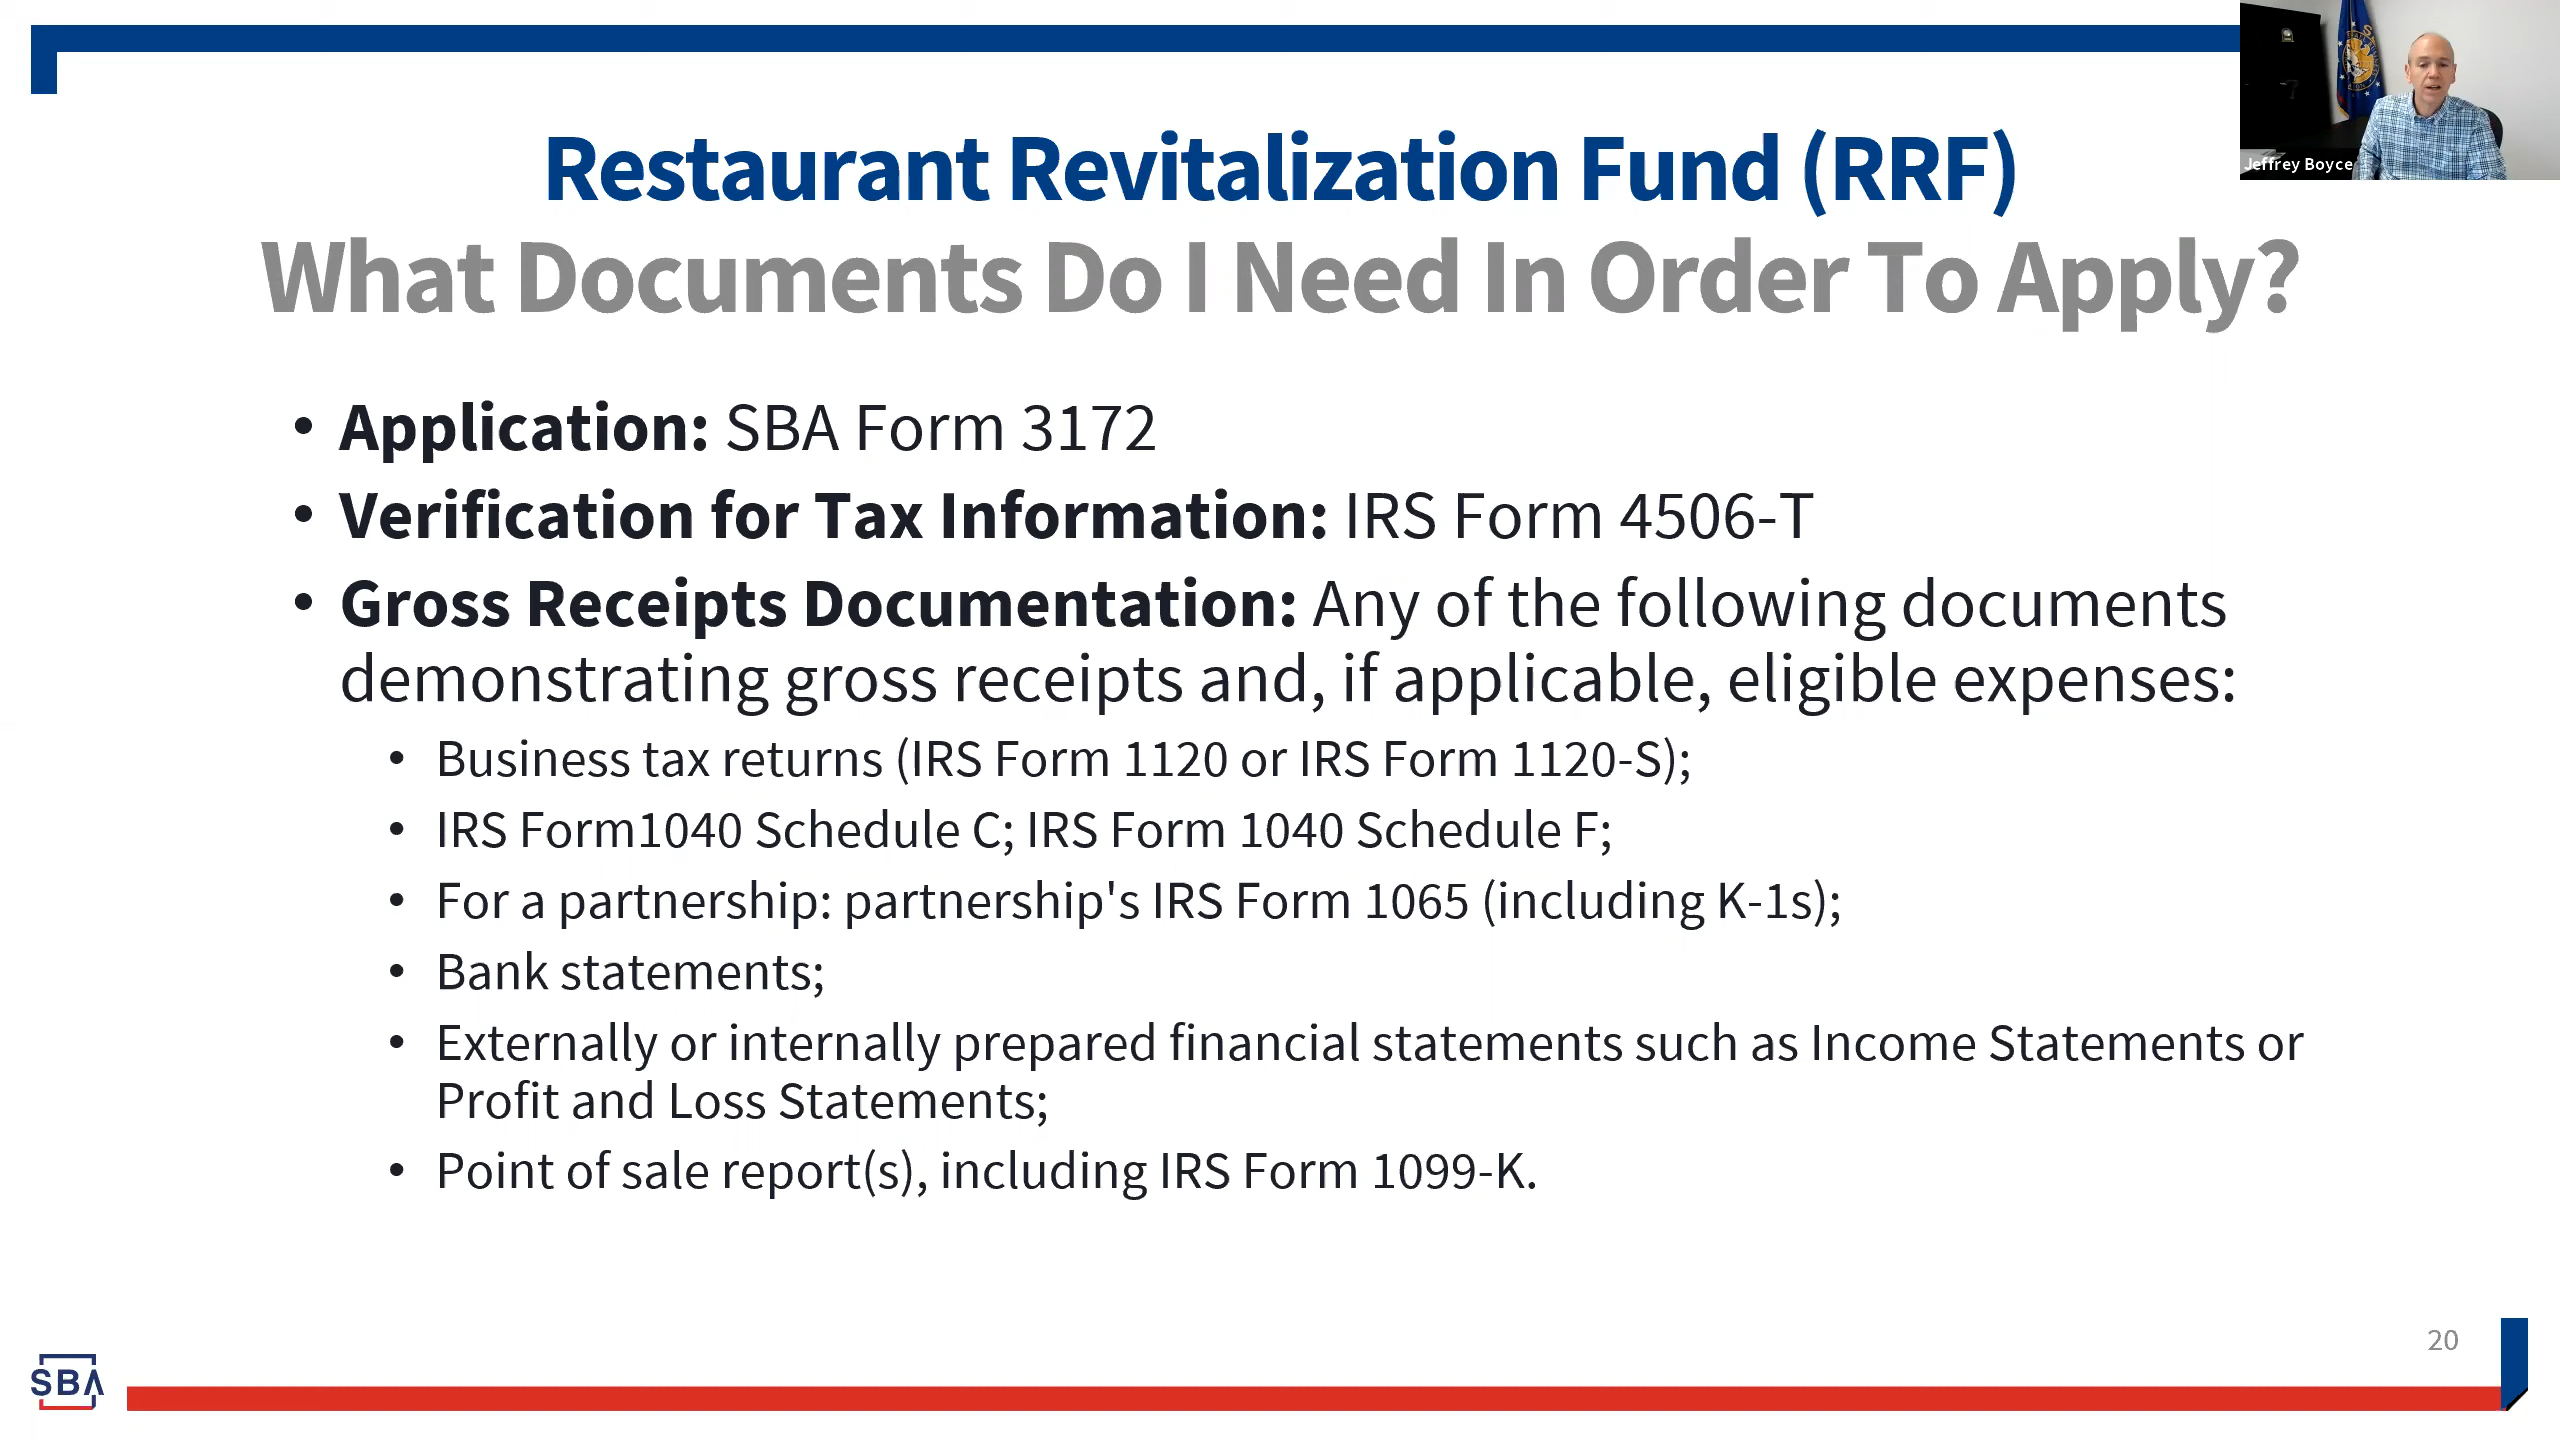 Jeffrey Boyce
Restaurant Revitalization Fund (RRF)
What Documents Do I Need In Order To Apply?
• Application: SBA Form 3172
• Verification for Tax Information: IRS Form 4506-T
• Gross Receipts Documentation: Any of the following documents
demonstrating gross receipts and, if applicable, eligible expenses:
• Business tax returns (IRS Form 1120 or IRS Form 1120-S);
• IRS Form1040 Schedule C; IRS Form 1040 Schedule F;
• For a partnership: partnership's IRS Form 1065 (including K-1s);
• Bank statements;
• Externally or internally prepared financial statements such as Income Statements or
Profit and Loss Statements;
• Point of sale report(s), including IRS Form 1099-K.
20
SBA